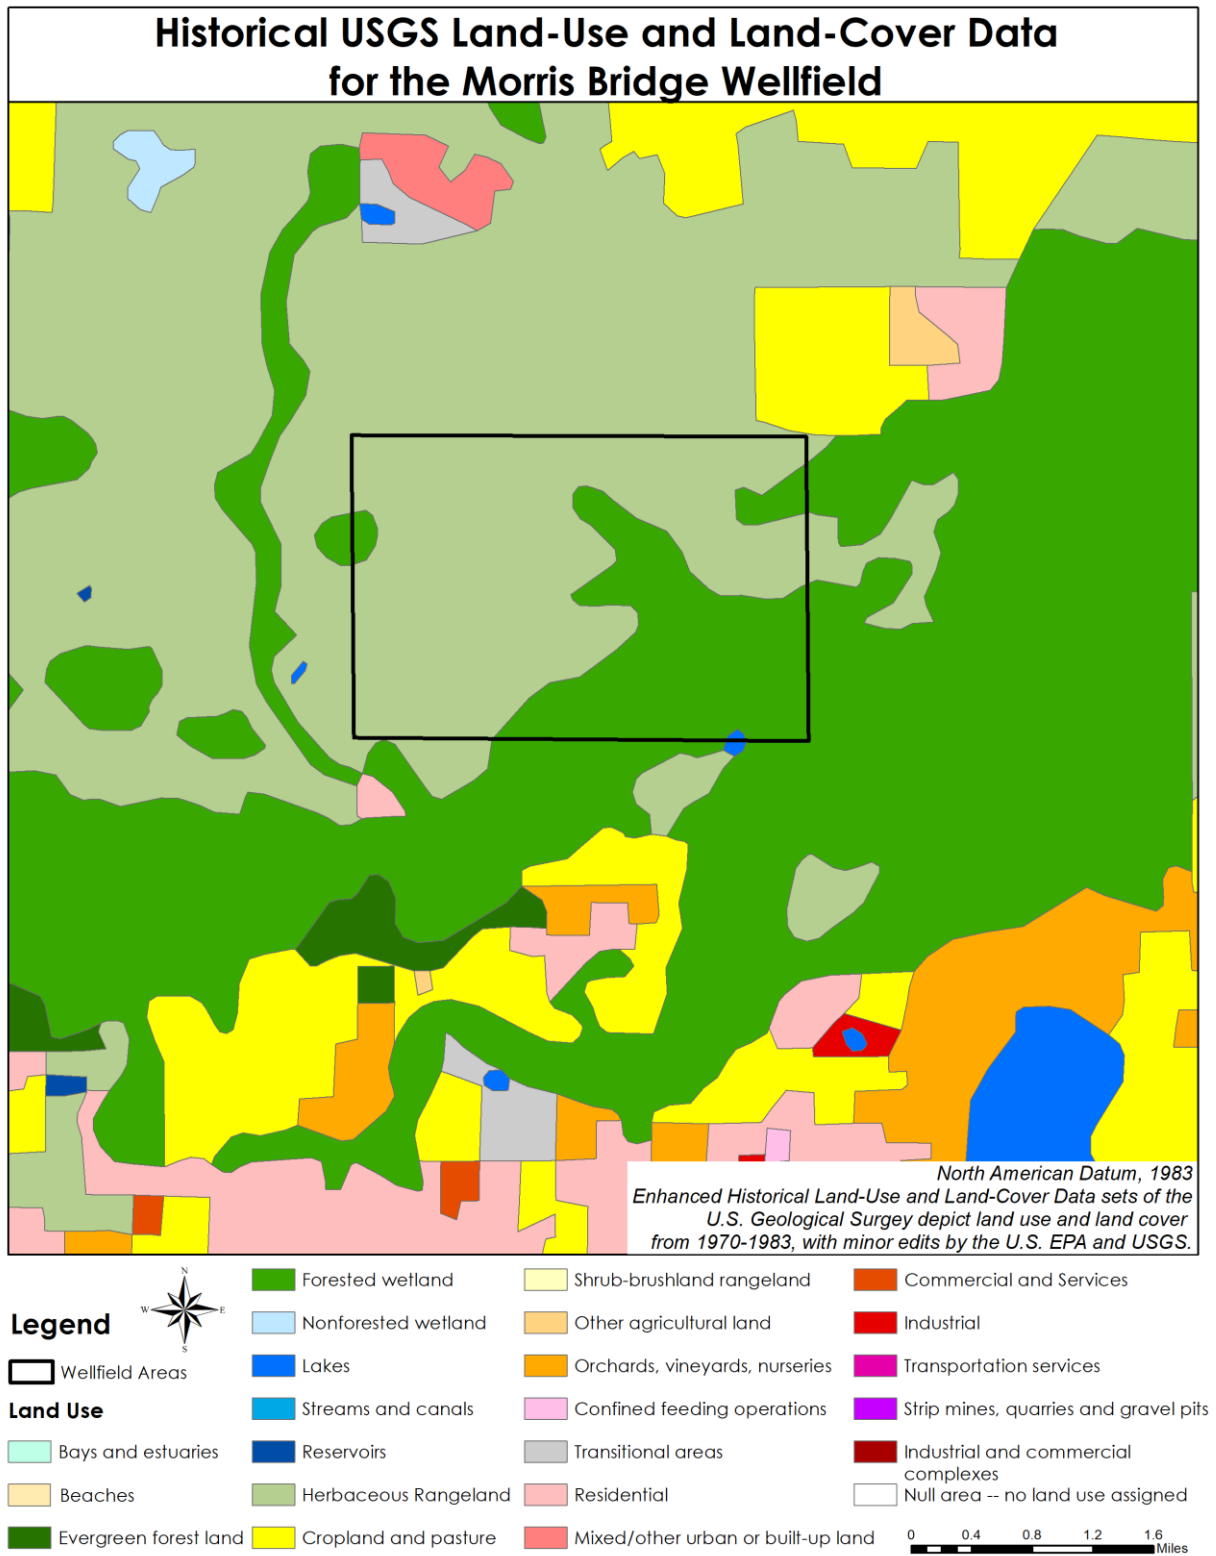 Historical USGS Land-Use and Land-Cover Data
for the Morris Bridge Wellfield
North American Datum, 1983
Enhanced Historical Land-Use and Land-Cover Data sets of the
U.S. Geological Surgey depict land use and land cover
from 1970-1983, with minor edits by the U.S. EPA and USGS.
Legend
N
W
E
S
Wellfield Areas
Land Use
Bays and estuaries
Beaches
Evergreen forest land
Forested wetland
Nonforested wetland
Lakes
Streams and canals
Reservoirs
Herbaceous Rangeland
Cropland and pasture
Shrub-brushland rangeland
Other agricultural land
Orchards, vineyards, nurseries
Confined feeding operations
Transitional areas
Residential
Mixed/other urban or built-up land
Commercial and Services
Industrial
Transportation services
Strip mines, quarries and gravel pits
Industrial and commercial
complexes
Null area -- no land use assigned
0 0.4 0.8 1.2 1.6
Miles